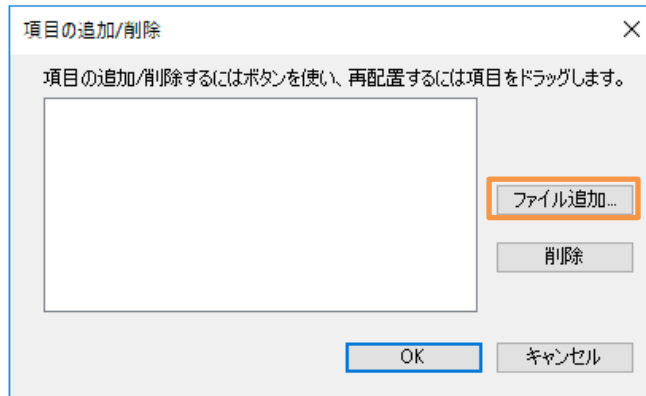 項目の追加/削除
項目の追加/削除するにはボタンを使い、再配置するには項目をドラッグします。
ファイル追加...
削除
OK
キャンセル